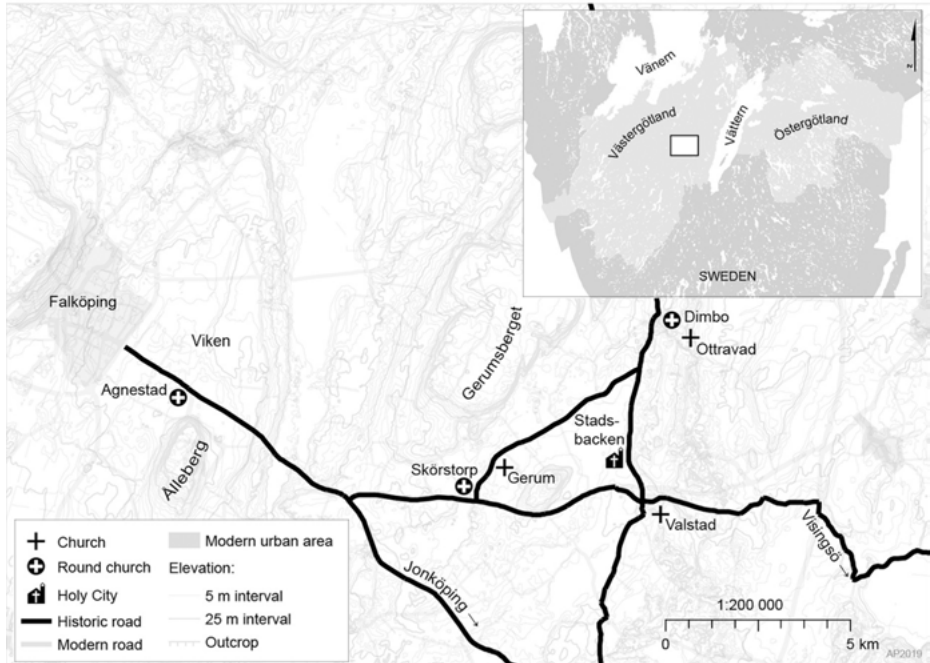 Vänern
Västergötland
Vättern
Östergötland
SWEDEN
z
Falköping
Viken
Agnestad
Ålleberg
Gerumsberget
Dimbo
Ottravad
Stads-
backen
Skörstorp
Gerum
Valstad
Visingsö →
Jonköping →
Church
Round church
Holy City
Historic road
Modern road
Modern urban area
Elevation:
5 m interval
25 m interval
Outcrop
1:200 000
0 5 km
AP2019